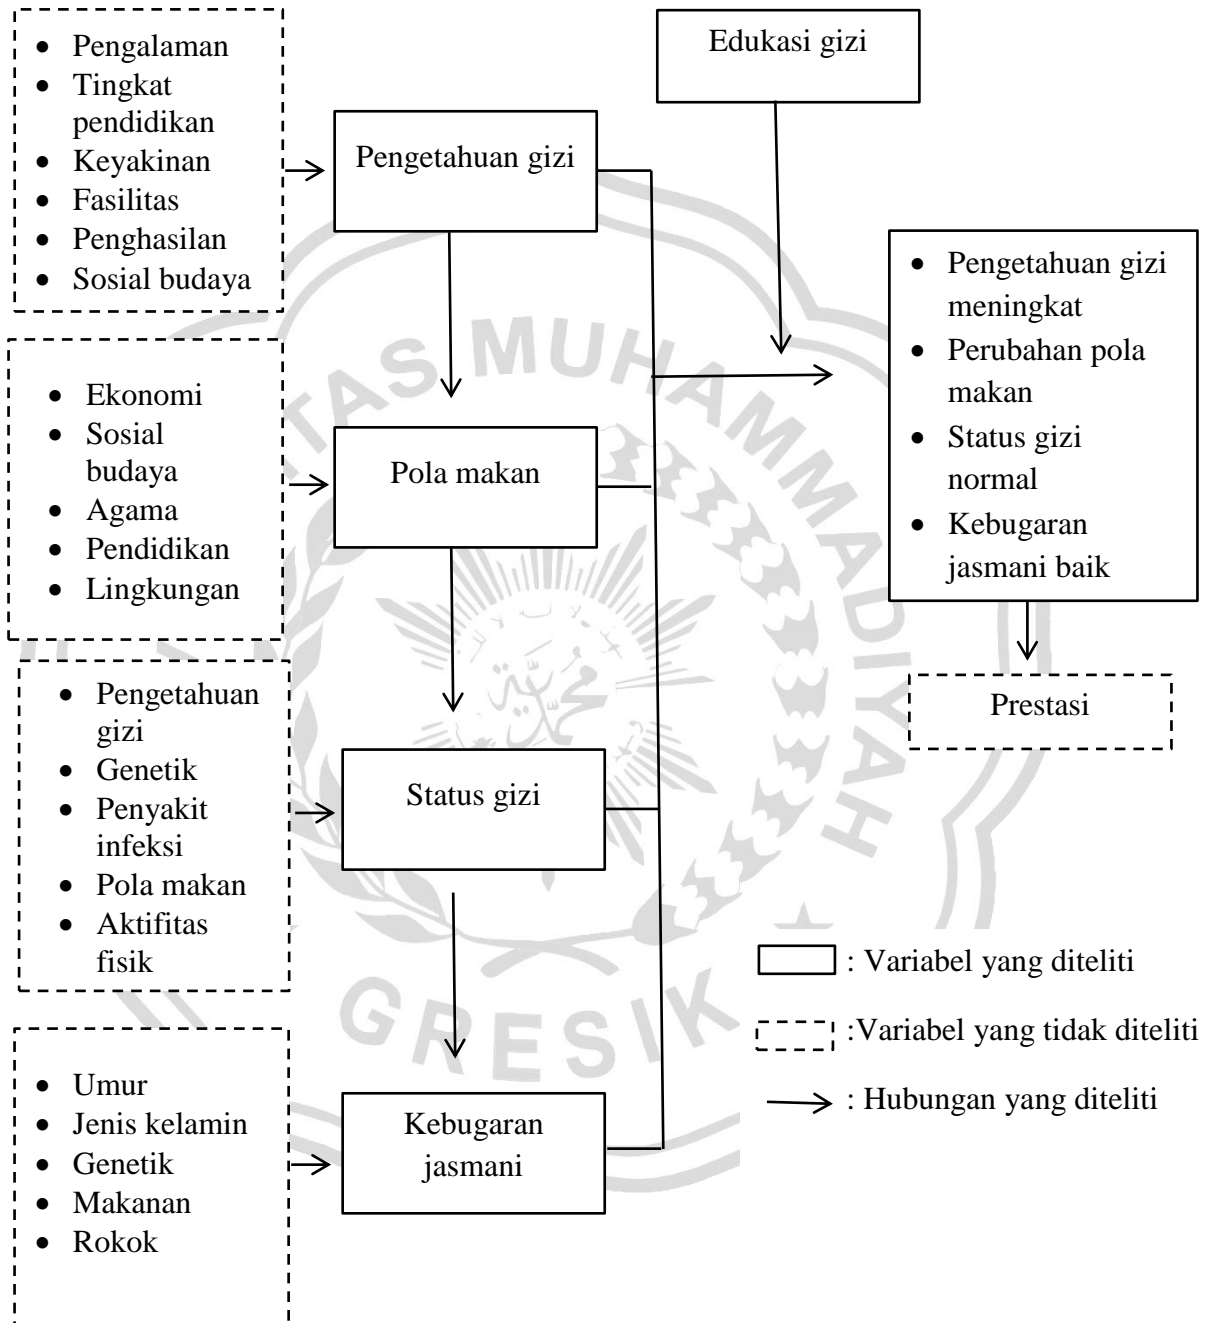 • Pengalaman
• Tingkat
pendidikan
• Keyakinan
• Fasilitas
• Penghasilan
• Sosial budaya
Pengetahuan gizi
Edukasi gizi
• Ekonomi
• Sosial
budaya
• Agama
• Pendidikan
• Lingkungan
Pola makan
• Pengetahuan gizi
meningkat
• Perubahan pola
makan
• Status gizi
normal
• Kebugaran
jasmani baik
Prestasi
• Pengetahuan
gizi
• Genetik
• Penyakit
infeksi
• Pola makan
• Aktifitas
fisik
Status gizi
• Umur
• Jenis kelamin
• Genetik
• Makanan
• Rokok
Kebugaran
jasmani
: Variabel yang diteliti
:Variabel yang tidak diteliti
: Hubungan yang diteliti
TAS MUHAMMADIYAH
GRESIK